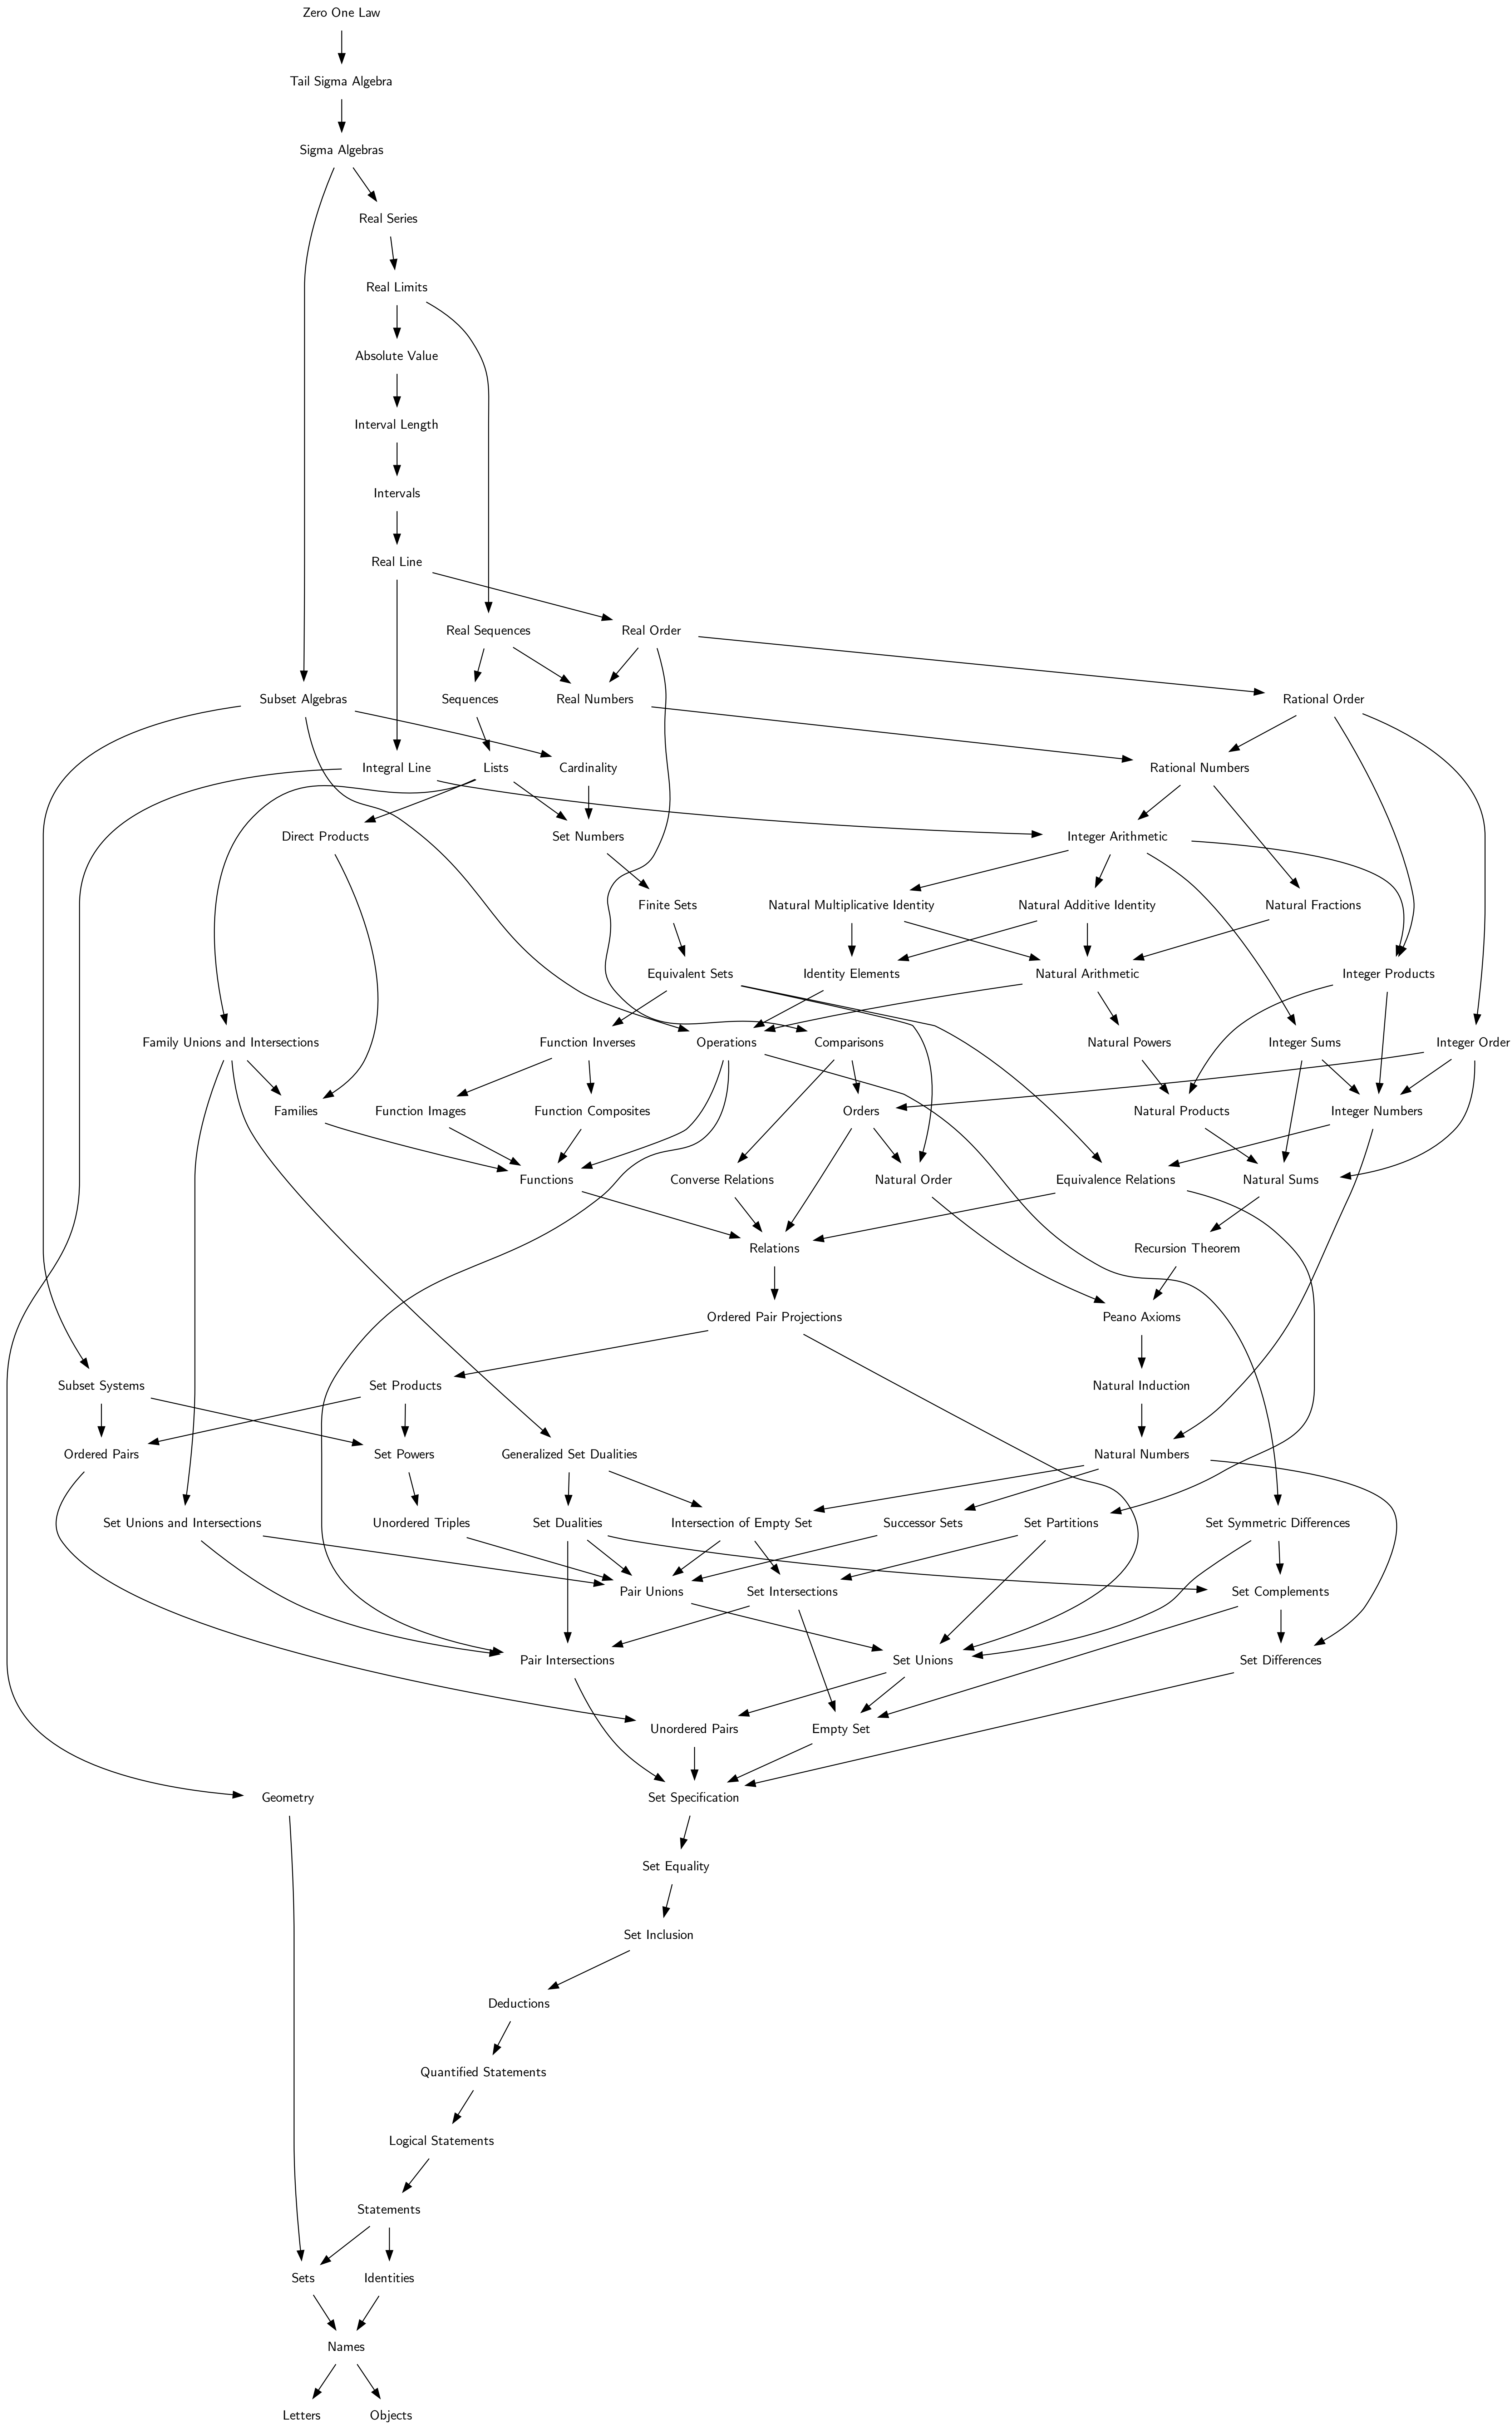 Zero One Law
Tail Sigma Algebra
Sigma Algebras
Real Series
Real Limits
Absolute Value
Interval Length
Intervals
Real Line
Real Sequences
Real Order
Subset Algebras
Sequences
Real Numbers
Rational Order
Integral Line
Lists
Cardinality
Rational Numbers
Direct Products
Set Numbers
Integer Arithmetic
Finite Sets
Natural Multiplicative Identity
Natural Additive Identity
Natural Fractions
Equivalent Sets
Identity Elements
Natural Arithmetic
Integer Products
Family Unions and Intersections
Function Inverses
Operations
Comparisons
Natural Powers
Integer Sums
Integer Order
Families
Function Images
Function Composites
Orders
Natural Products
Integer Numbers
Functions
Converse Relations
Natural Order
Equivalence Relations
Natural Sums
Relations
Recursion Theorem
Ordered Pair Projections
Peano Axioms
Subset Systems
Set Products
Natural Induction
Ordered Pairs
Set Powers
Generalized Set Dualities
Natural Numbers
Set Unions and Intersections
Unordered Triples
Set Dualities
Intersection of Empty Set
Successor Sets
Set Partitions
Set Symmetric Differences
Pair Unions
Set Intersections
Set Complements
Pair Intersections
Set Unions
Set Differences
Unordered Pairs
Empty Set
Geometry
Set Specification
Set Equality
Set Inclusion
Deductions
Quantified Statements
Logical Statements
Statements
Sets
Identities
Names
Letters
Objects